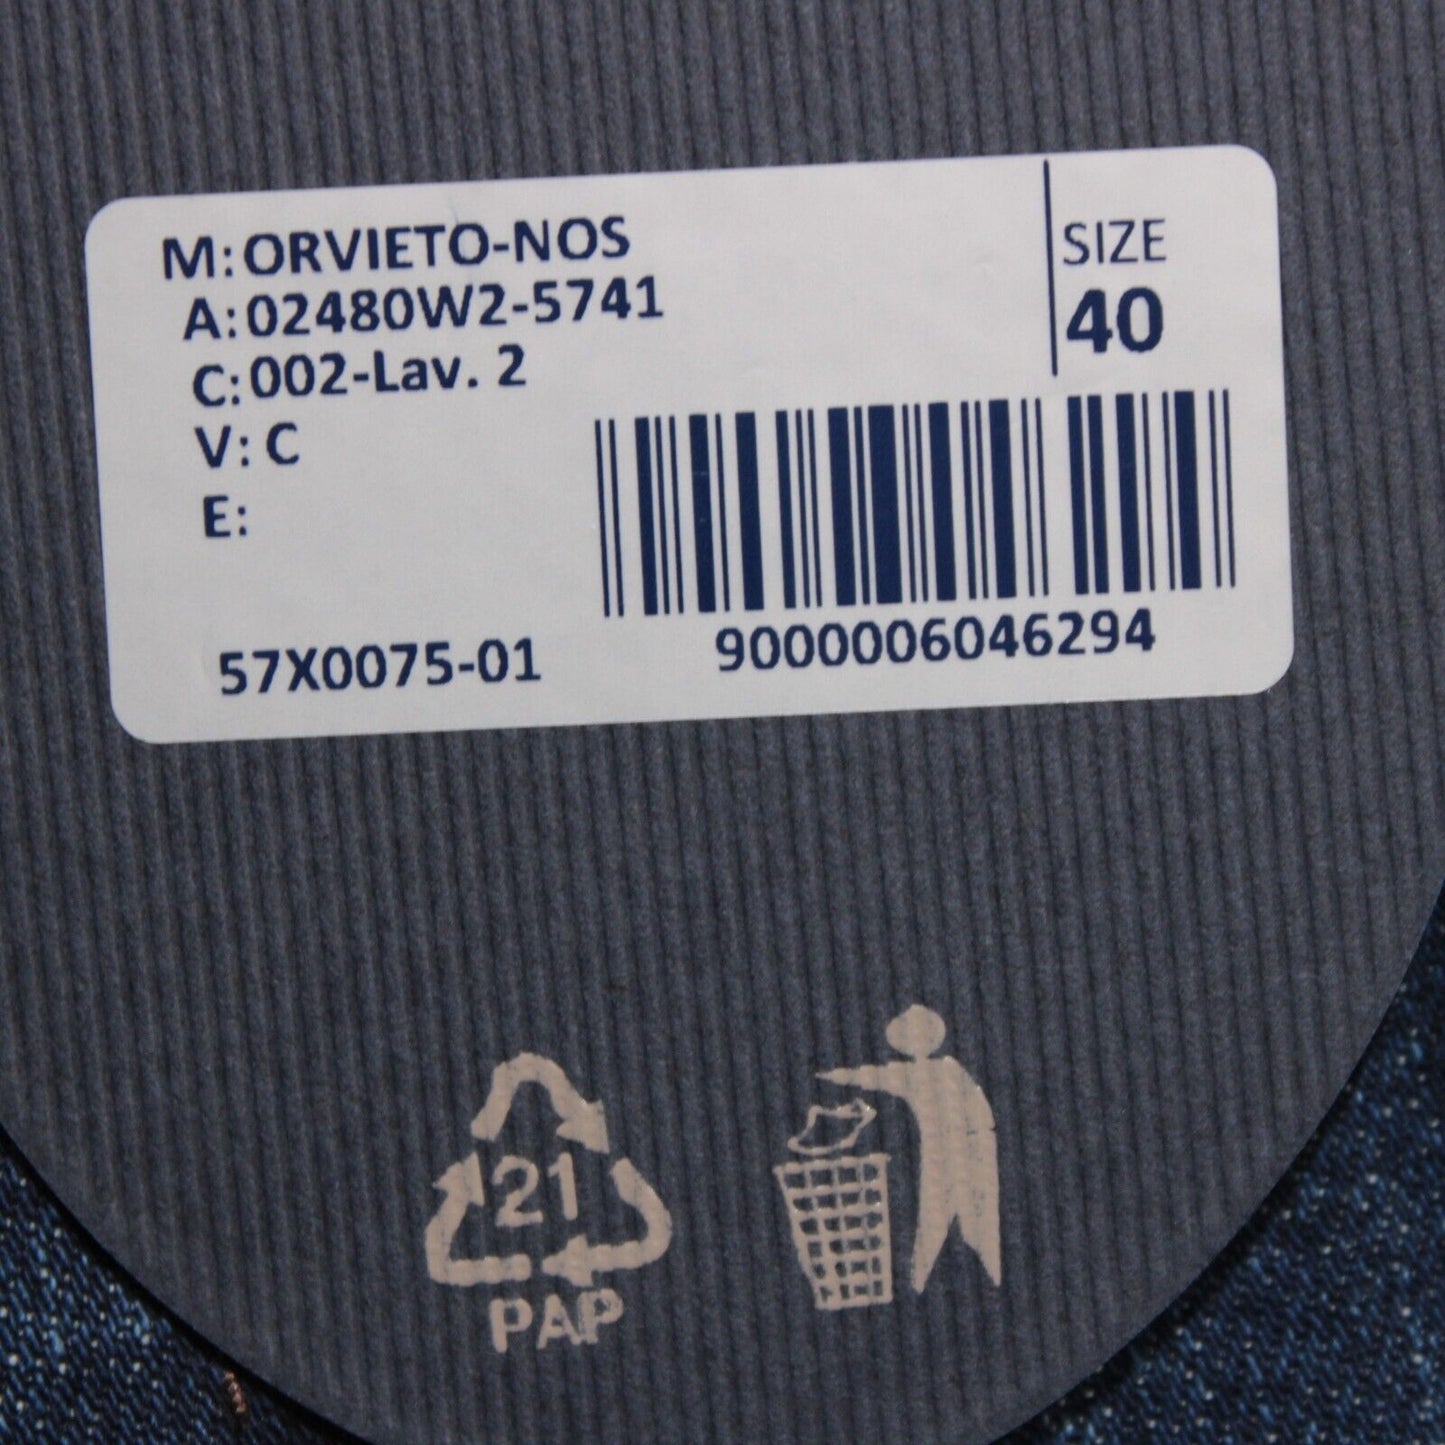 M: ORVIETO-NOS
A: 02480W2-5741
C: 002-Lav. 2
V: C
E:
SIZE
40
57X0075-01
9000006046294
21
PAP